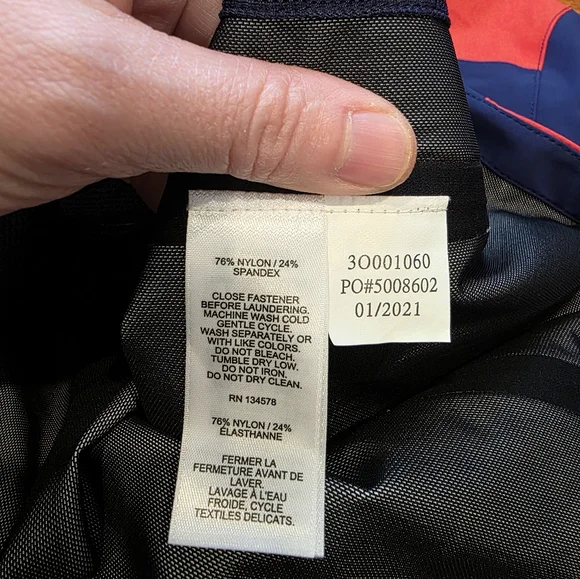 76% NYLON / 24%
SPANDEX
CLOSE FASTENER
BEFORE LAUNDERING.
MACHINE WASH COLD
GENTLE CYCLE.
WASH SEPARATELY OR
WITH LIKE COLORS.
DO NOT BLEACH.
TUMBLE DRY LOW.
DO NOT IRON.
DO NOT DRY CLEAN.
RN 134578
76% NYLON / 24%
ÉLASTHANNE
FERMER LA
FERMETURE AVANT DE
LAVER.
LAVAGE À L'EAU
FROIDE, CYCLE
TEXTILES DELICATS.
3O001060
PO#5008602
01/2021